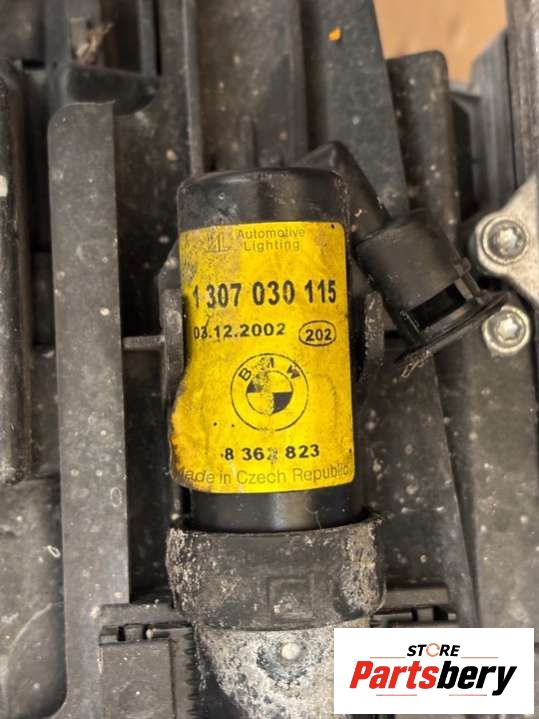 AL Automotive
Lighting
1 307 030 115
03.12.2002 202
BMW
8 362 823
Made in Czech Republic
STORE
Partsbery